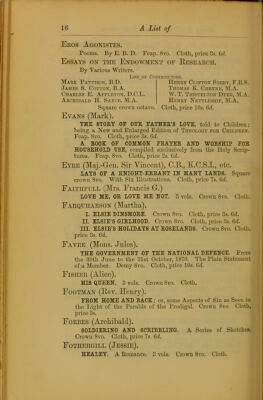 16 A List of
EROS AGONISTES.
Poems. By E. B. D. Fcap. 8vo. Cloth, price 3s. 6d.
ESSAYS ON THE ENDOWMENT OF RESEARCH.
By Various Writers.
LIST OF CONTRIBUTORS.
MARK PATTISON, B.D.
JAMES S. COTTON, B.A.
CHARLES E. APPLETON, D.C.L.
ARCHIBALD H. SAYCE, M.A.
HENRY CLIFTON SORBY, F.R.S.
THOMAS K. CHEYNE, M.A.
W. T. THISELTON DYER, M.A.
HENRY NETTLESHIP, M.A.
Square crown octavo. Cloth, price 10s. 6d.
EVANS (Mark).
THE STORY OF OUR FATHER'S LOVE, told to Children;
being a New and Enlarged Edition of THEOLOGY FOR CHILDREN.
Fcap. 8vo. Cloth, price 3s. 6d.
A BOOK OF COMMON PRAYER AND WORSHIP FOR
HOUSEHOLD USE, compiled exclusively from the Holy Scrip-
tures. Fcap. 8vo. Cloth, price 2s. 6d.
EYRE (Maj.-Gen. Sir Vincent), C.B., K.C.S.I., etc.
LAYS OF A KNIGHT-ERRANT IN MANY LANDS. Square
crown 8vo. With Six Illustrations. Cloth, price 7s. 6d.
FAITHFULL (Mrs. Francis G.)
LOVE ME, OR LOVE ME NOT. 3 vols. Crown 8vo. Cloth.
FARQUHARSON (Martha).
I. ELSIE DINSMORE. Crown 8vo. Cloth, price 3s. 6d.
II. ELSIE'S GIRLHOOD. Crown 8vo. Cloth, price 3s. 6d.
III. ELSIE'S HOLIDAYS AT ROSELANDS. Crown 8vo. Cloth,
price 3s. 6d.
FAVRE (Mons. Jules).
THE GOVERNMENT OF THE NATIONAL DEFENCE. From
the 30th June to the 31st October, 1870. The Plain Statement
of a Member. Demy 8vo. Cloth, price 10s. 6d.
FISHER (Alice).
HIS QUEEN. 3 vols. Crown 8vo. Cloth.
FOOTMAN (Rev. Henry).
FROM HOME AND BACK; or, some Aspects of Sin as Seen in
the Light of the Parable of the Prodigal. Crown 8vo. Cloth,
price 5s.
FORBES (Archibald).
SOLDIERING AND SCRIBBLING. A Series of Sketches.
Crown 8vo. Cloth, price 7s. 6d.
FOTHERGILL (JESSIE).
HEALEY. A Romance. 3 vols. Crown 8vo. Cloth.